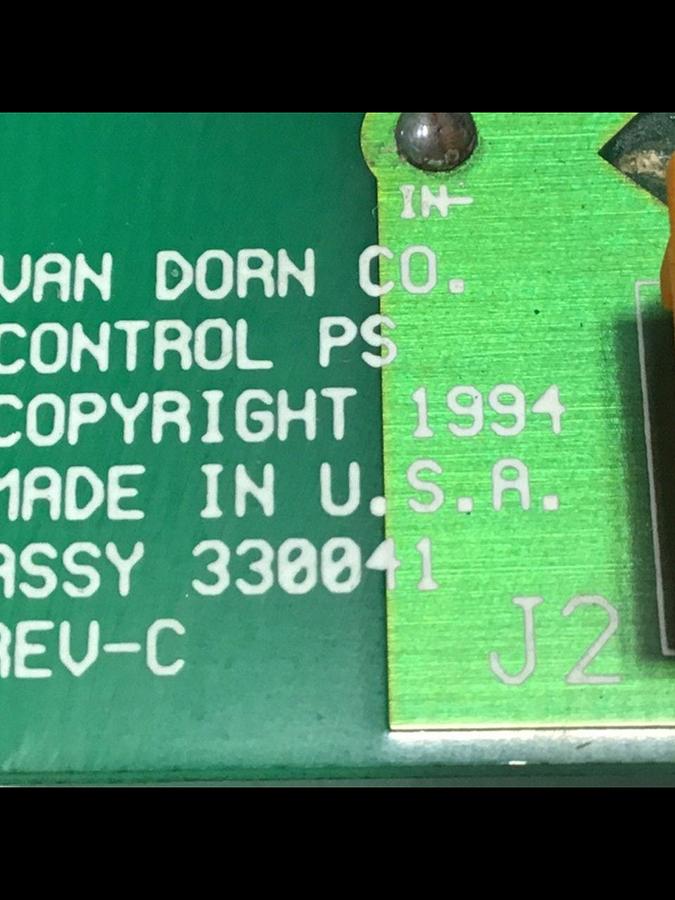 IN-
VAN DORN CO.
CONTROL PS
COPYRIGHT 1994
MADE IN U.S.A.
ASSY 330041
REV-C
J2